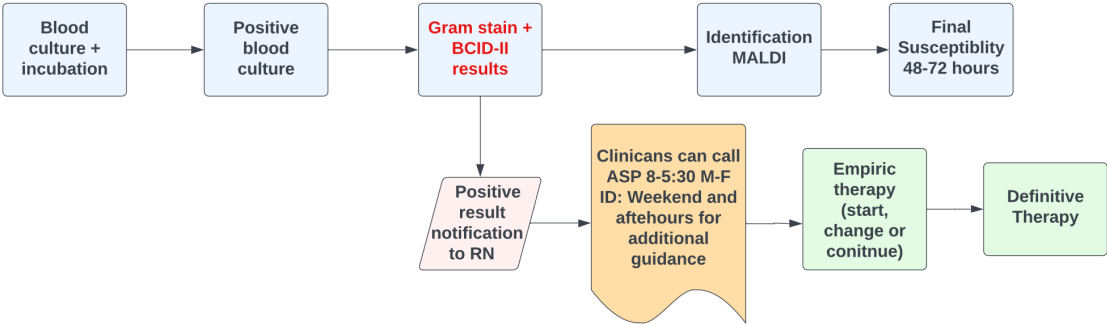 Blood
culture +
incubation
Positive
blood
culture
Gram stain +
BCID-II
results
Identification
MALDI
Final
Susceptiblity
48-72 hours
Positive
result
notification
to RN
Clinicans can call
ASP 8-5:30 M-F
ID: Weekend and
aftehours for
additional
guidance
Empiric
therapy
(start,
change or
conitnue)
Definitive
Therapy